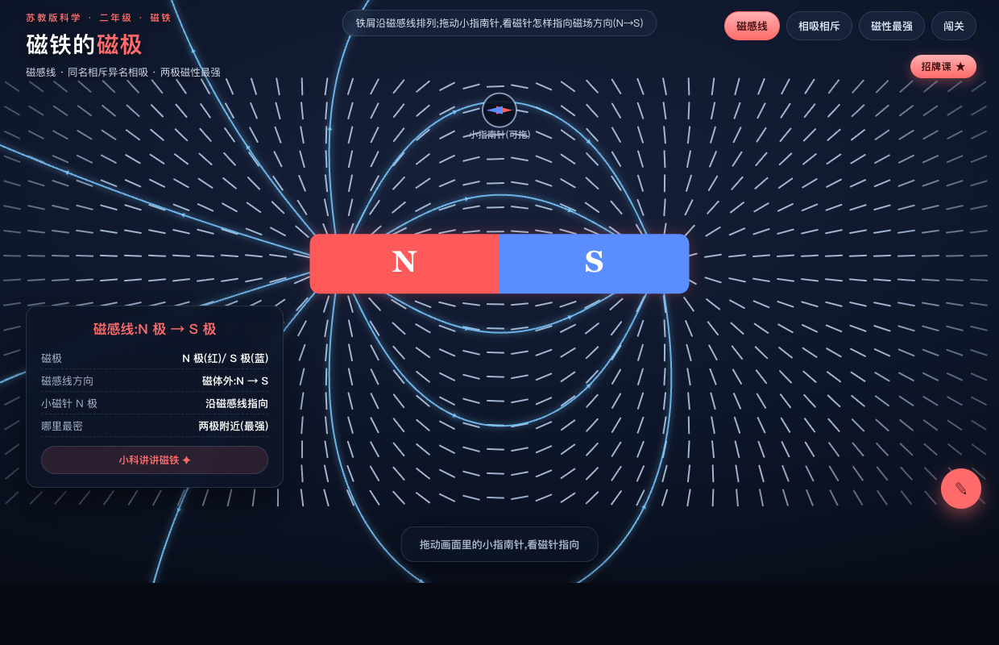 苏教版科学 · 二年级 · 磁铁
磁铁的磁极
磁感线 · 同名相斥异名相吸 · 两极磁性最强
铁屑沿磁感线排列;拖动小指南针,看磁针怎样指向磁场方向(N→S)
磁感线
相吸相斥
磁性最强
闯关
招牌课 ★
小指南针(可拖)
N
S
磁感线:N 极 → S 极
磁极 N 极(红)/ S 极(蓝)
磁感线方向 磁体外:N → S
小磁针 N 极 沿磁感线指向
哪里最密 两极附近(最强)
小科讲讲磁铁 ✦
拖动画面里的小指南针,看磁针指向